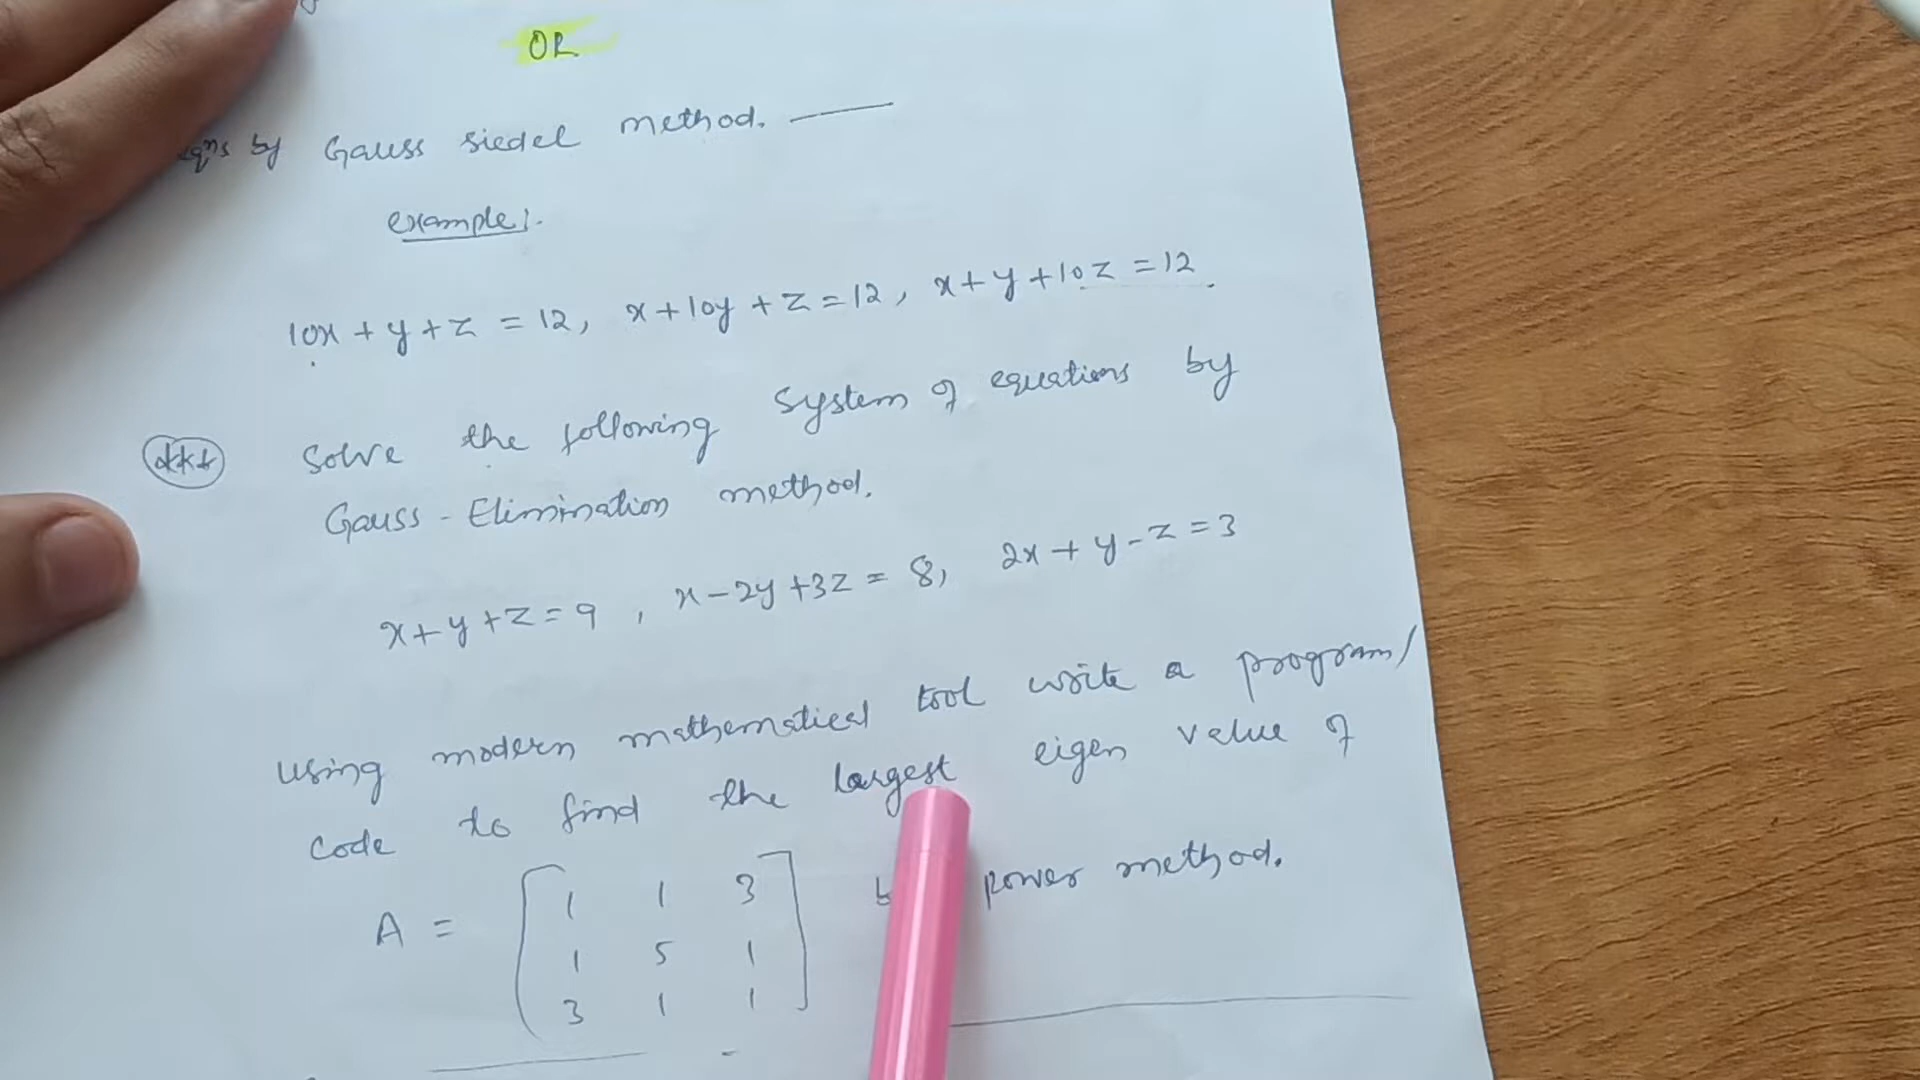 OR
eqns by Gauss siedel method. —
example:-
10x + y + z = 12, x + 10y + z = 12, x + y + 10z = 12.
Solve the following system of equations by
Gauss - Elimination method.
x + y + z = 9, x - 2y + 3z = 8, 2x + y - z = 3
Using modern mathematical tool write a program/
code to find the largest eigen value of
A = [ 1 1 3 power method.
1 5 1
3 1 1 ]